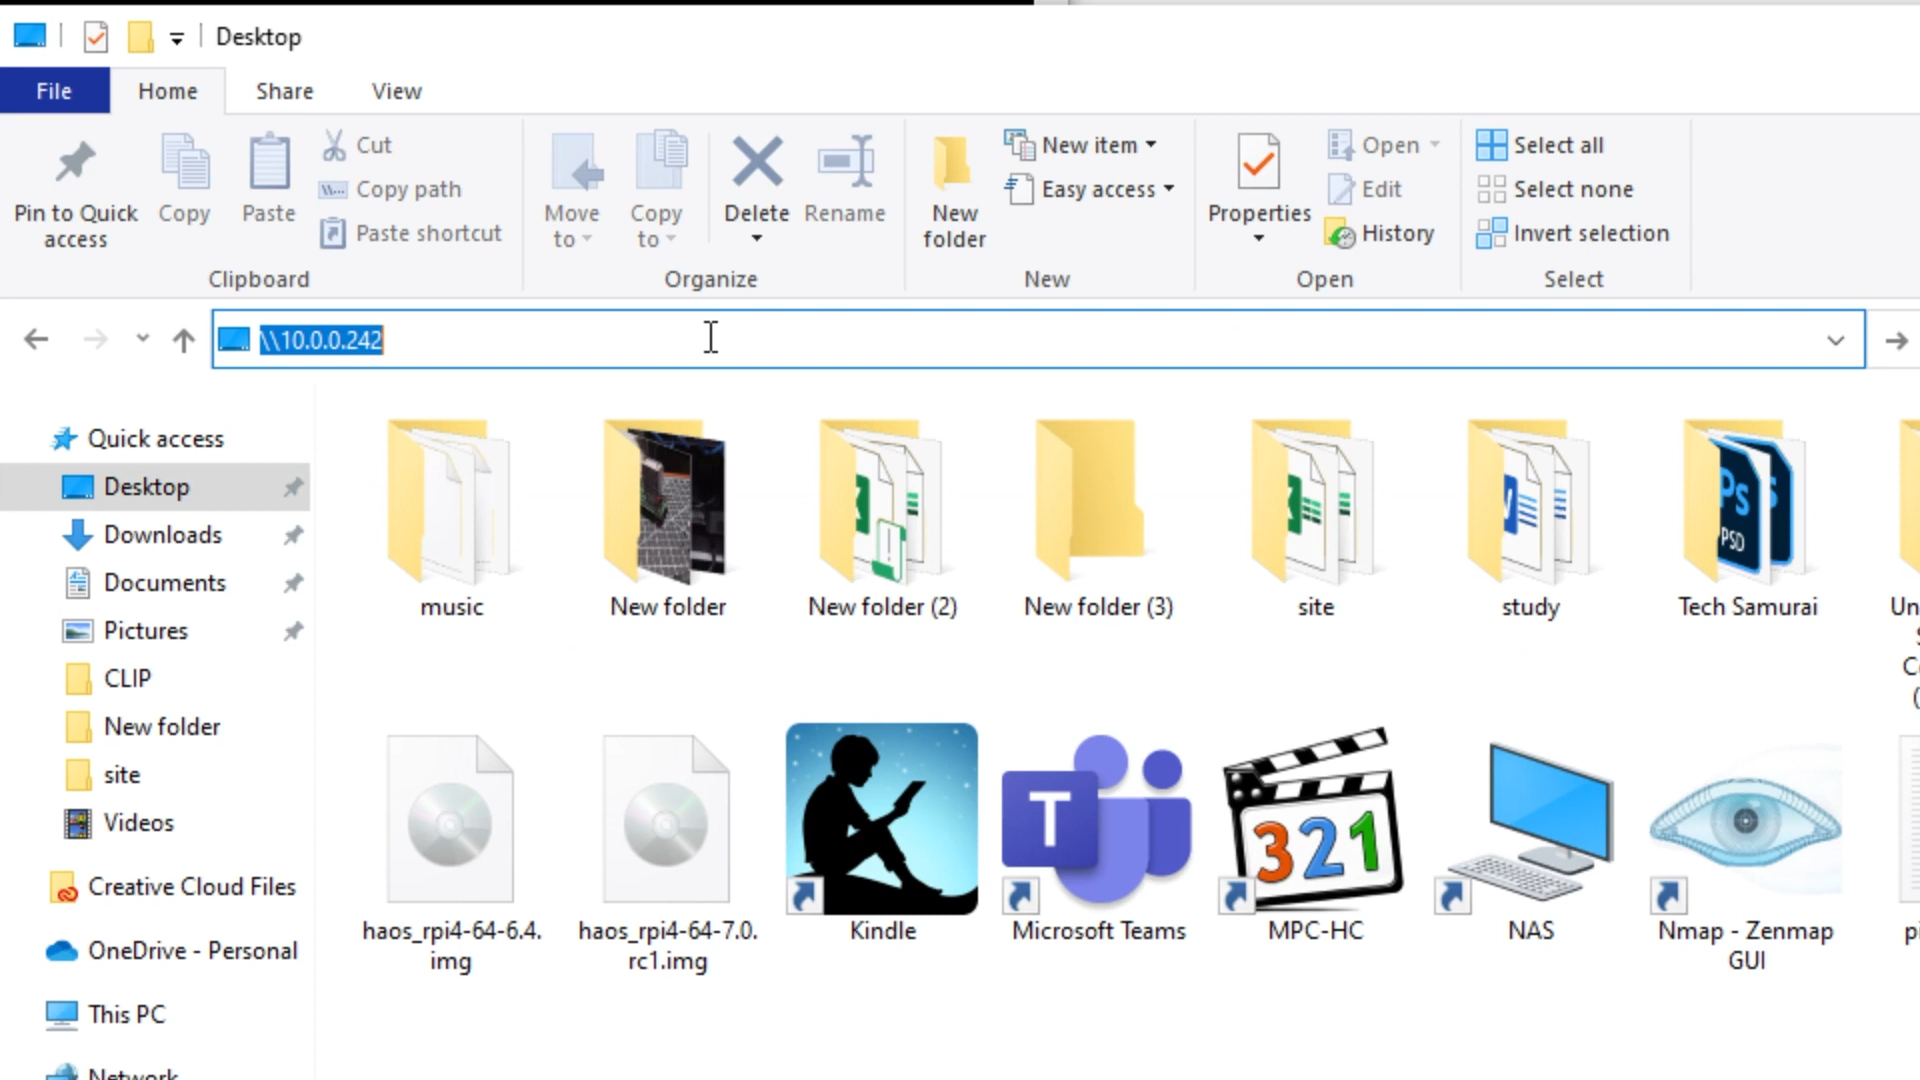 Desktop
File Home Share View
Cut
New item
Open
Select all
Copy path
Easy access
Edit
Select none
Pin to Quick
access
Copy
Paste
Paste shortcut
Move
to
Copy
to
Delete
Rename
New
folder
Properties
History
Invert selection
Clipboard
Organize
New
Open
Select
\\10.0.0.242
Quick access
Desktop
Downloads
Documents
Pictures
CLIP
New folder
site
Videos
Creative Cloud Files
OneDrive - Personal
This PC
Network
music
New folder
New folder (2)
New folder (3)
site
study
Tech Samurai
Ps
PSD
T
321
haos_rpi4-64-6.4.
img
haos_rpi4-64-7.0.
rc1.img
Kindle
Microsoft Teams
MPC-HC
NAS
Nmap - Zenmap
GUI